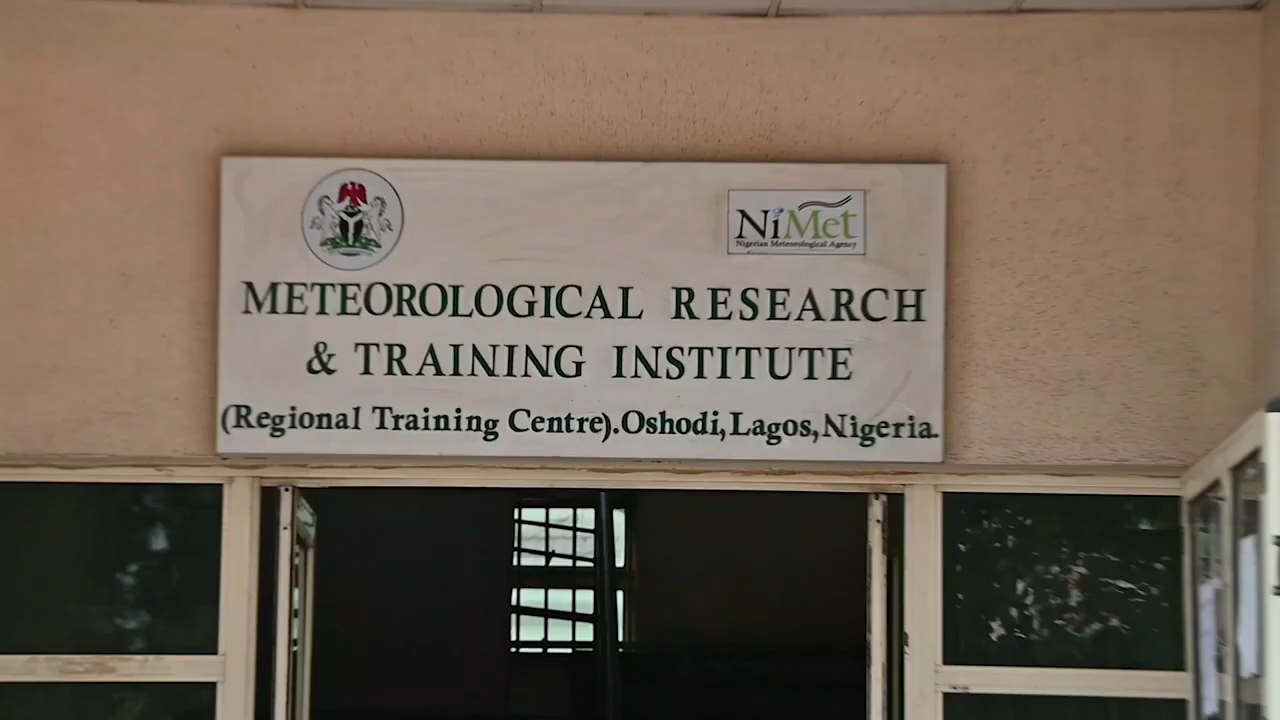 NiMet
Nigerian Meteorological Agency
METEOROLOGICAL RESEARCH
& TRAINING INSTITUTE
(Regional Training Centre).Oshodi,Lagos,Nigeria.